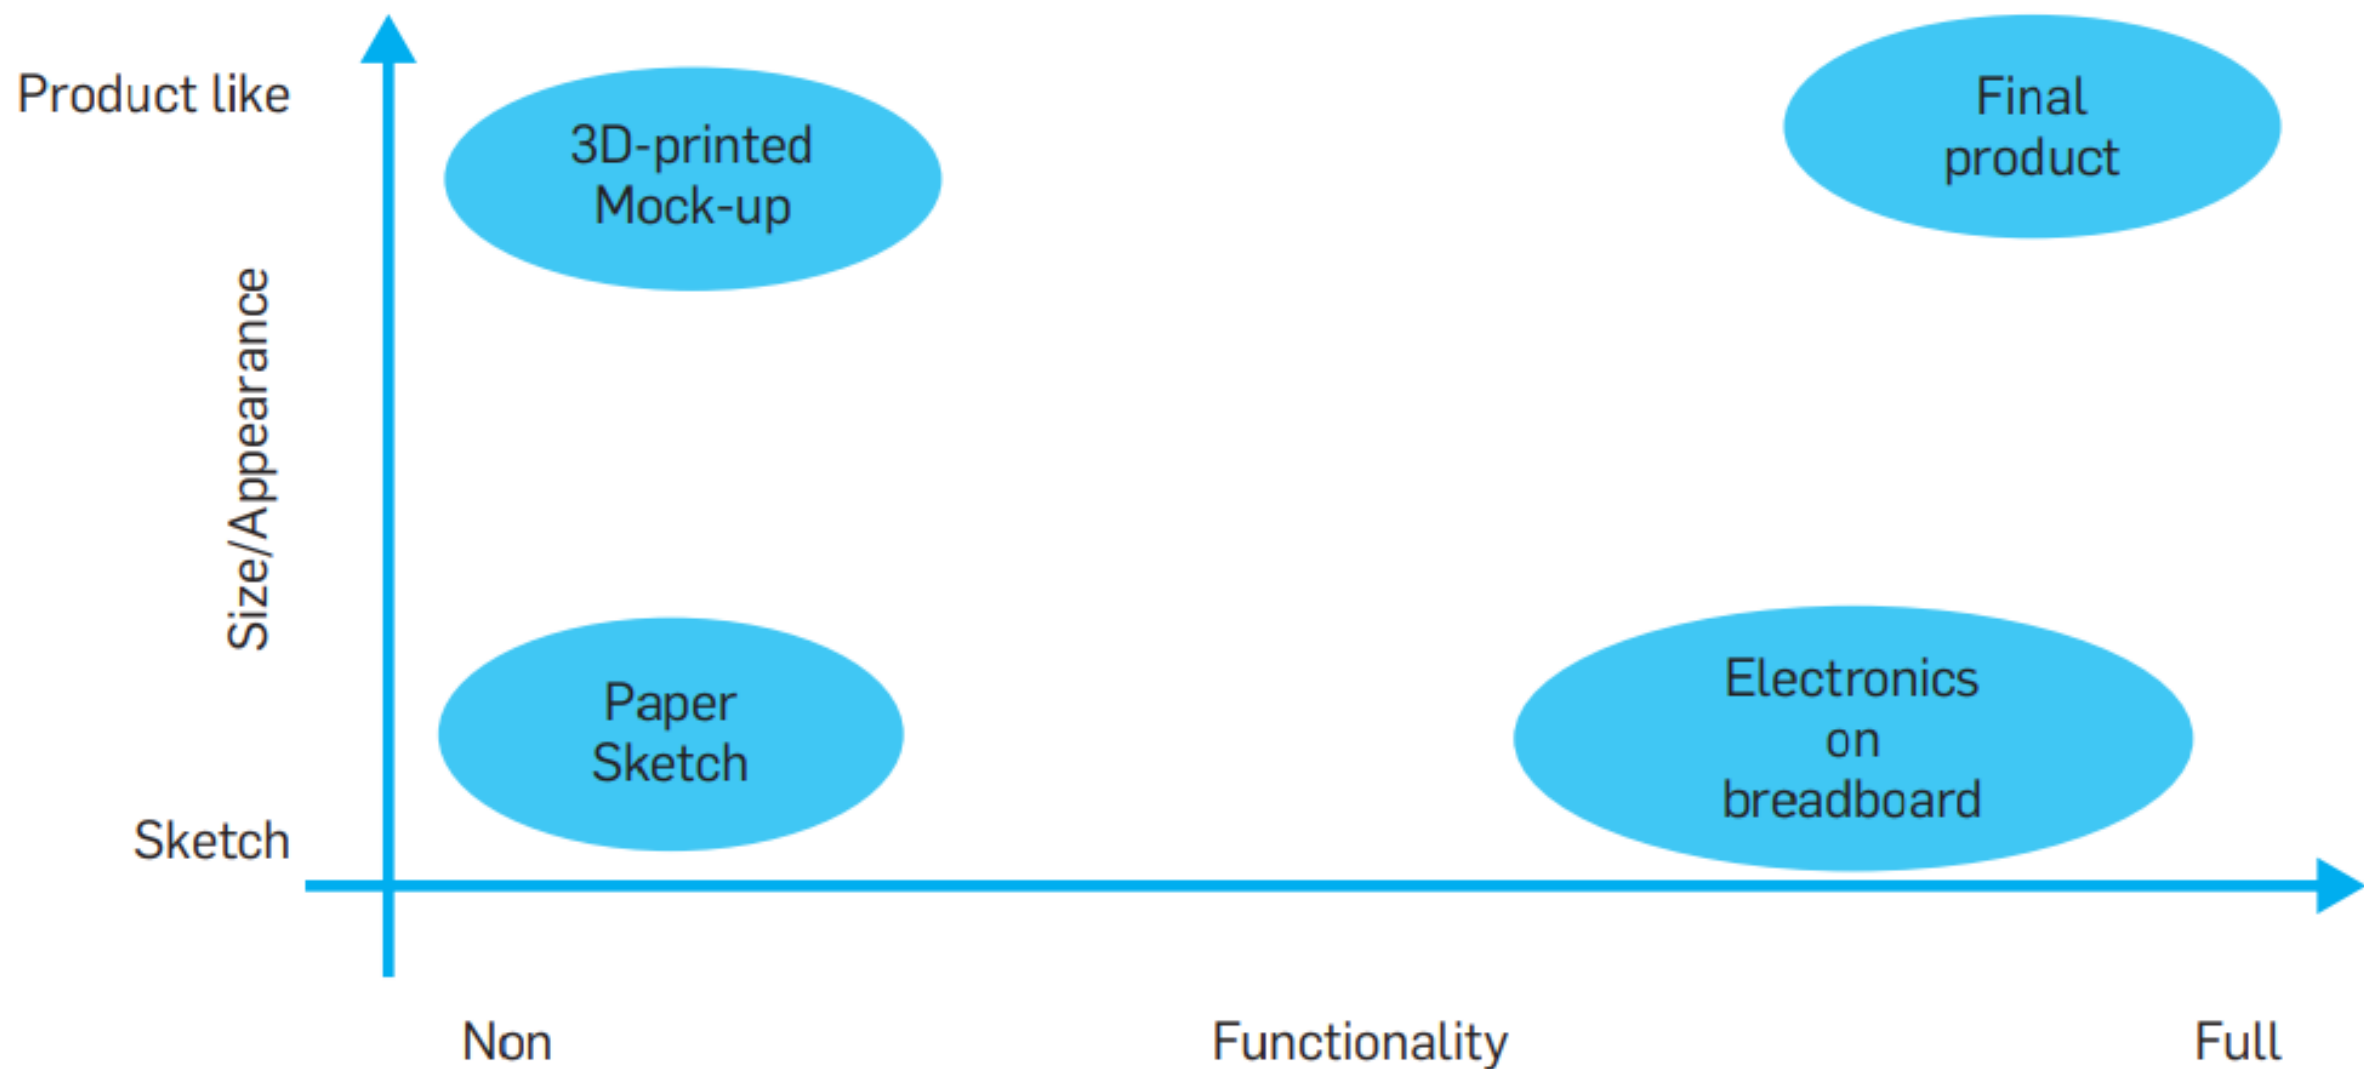 Product like
3D-printed
Mock-up
Final
product
Size/Appearance
Paper
Sketch
Electronics
on
breadboard
Sketch
Non
Functionality
Full